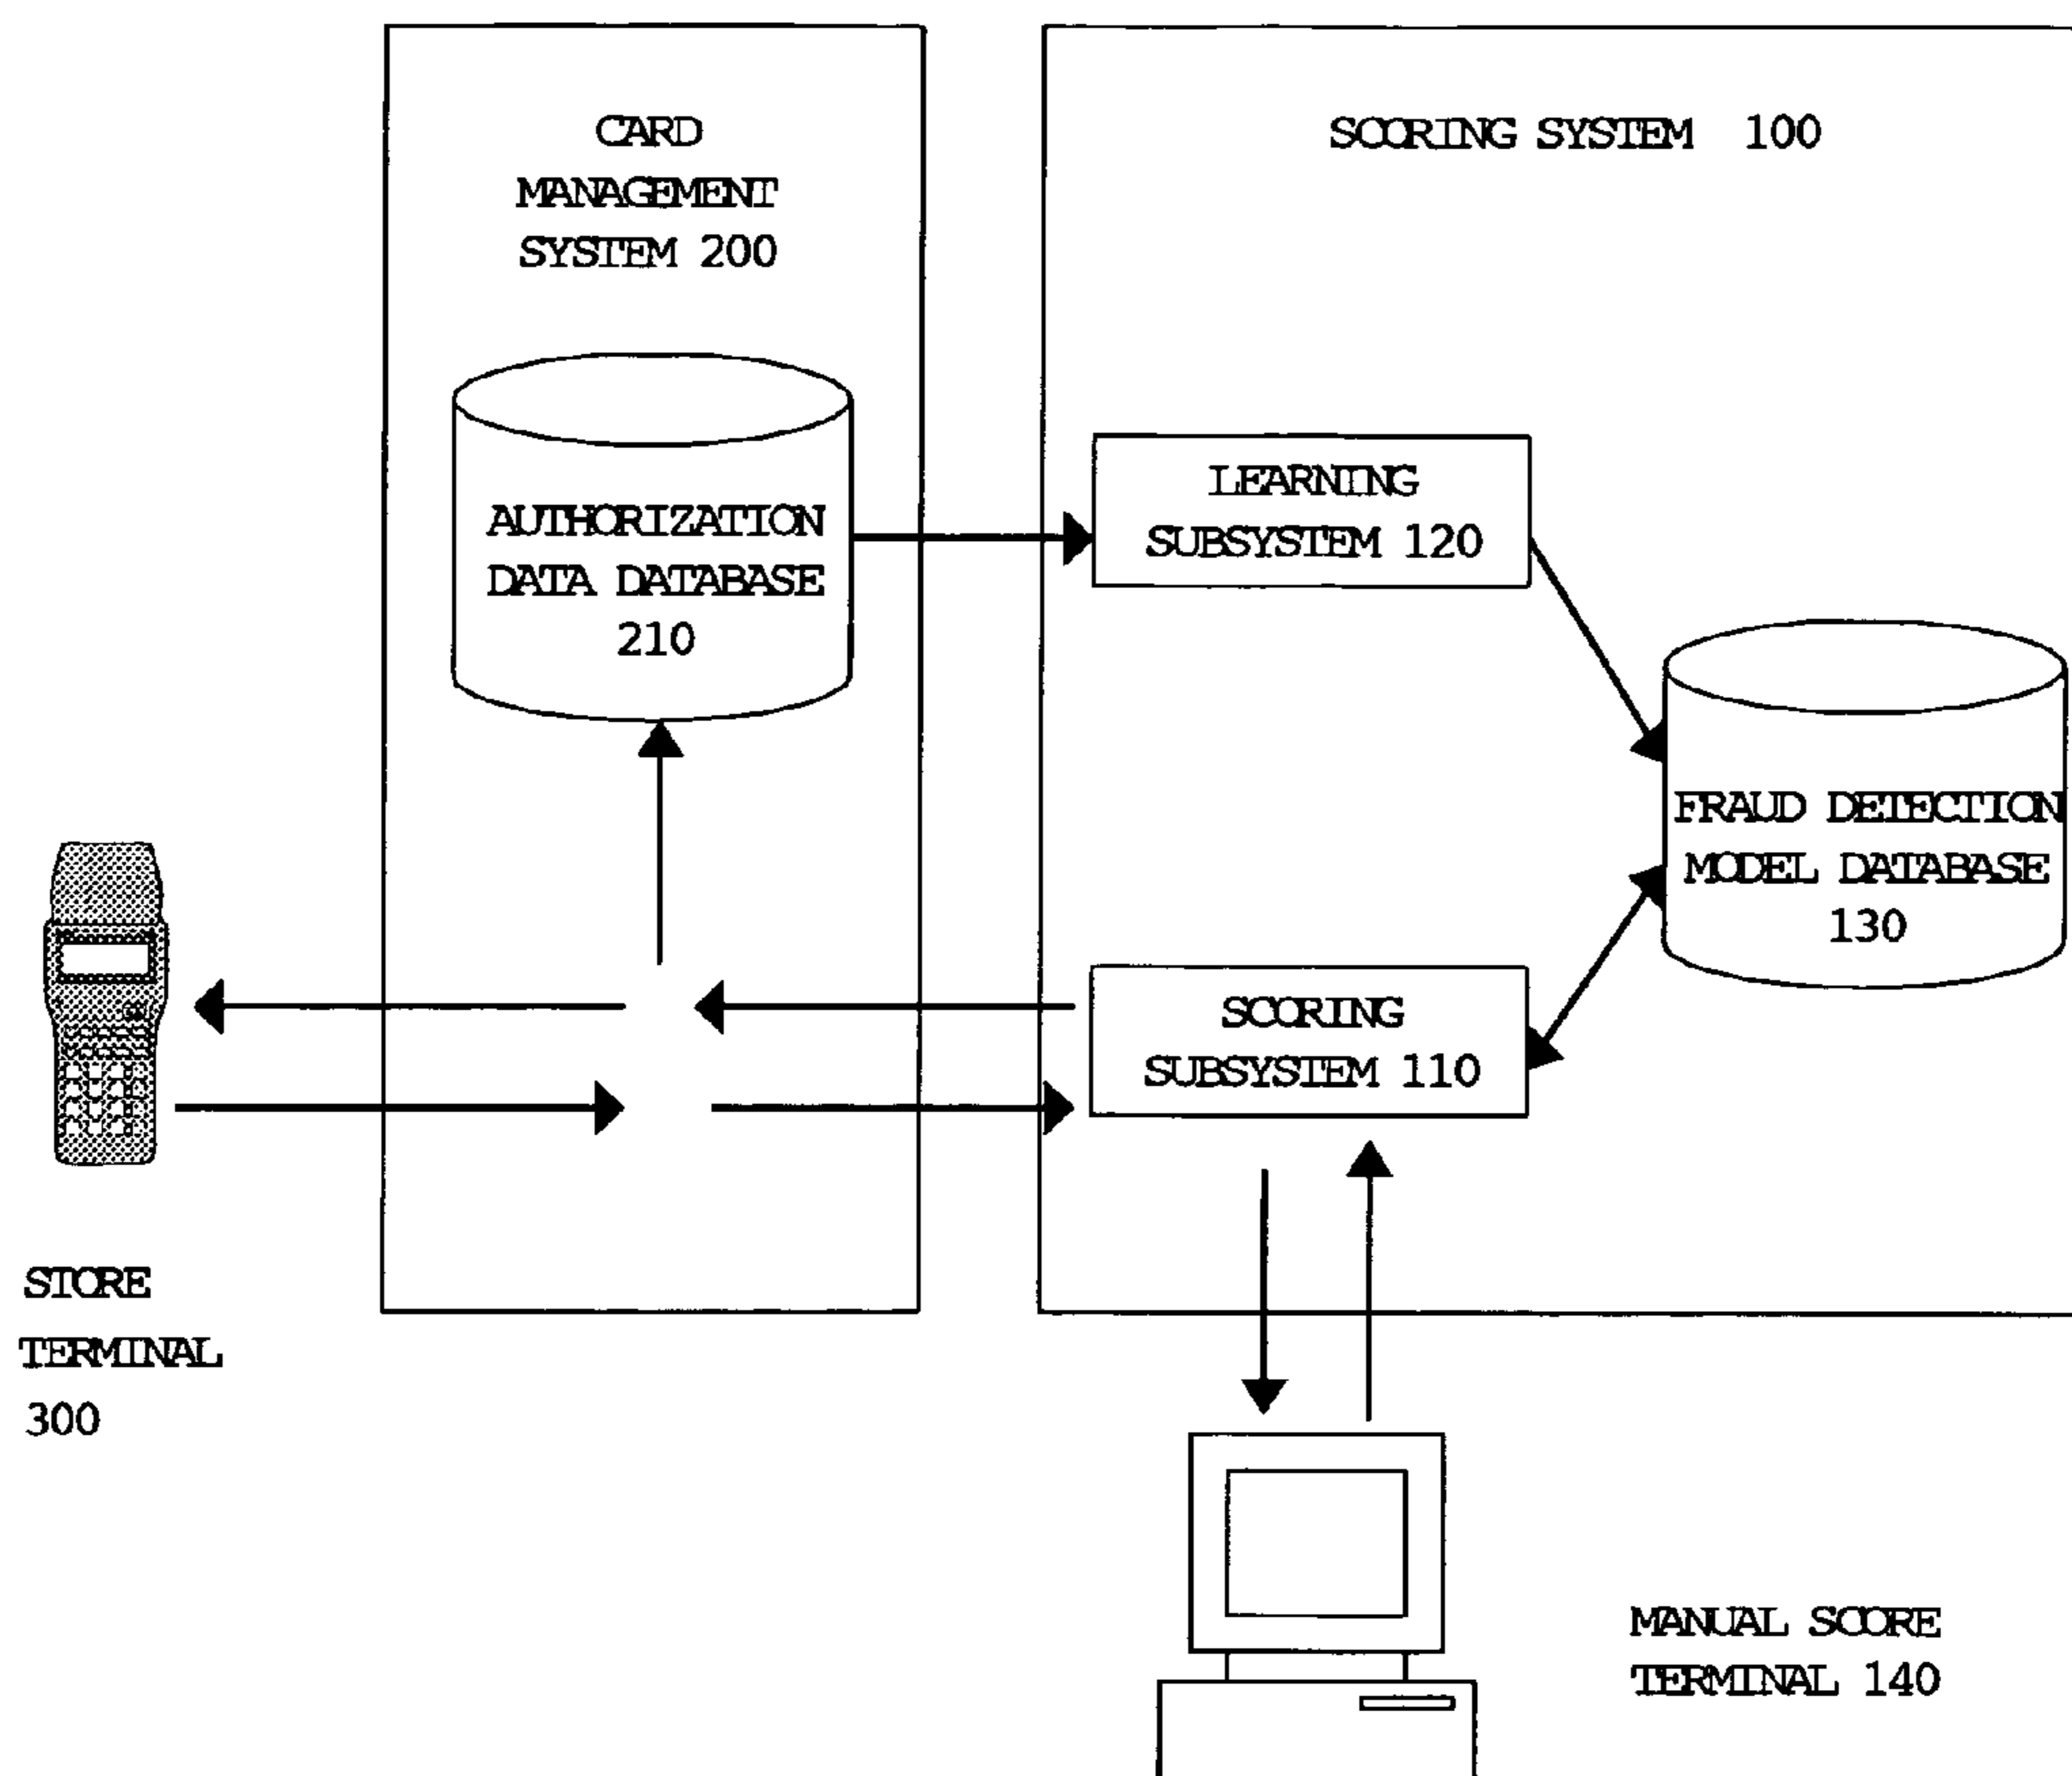 CARD
MANAGEMENT
SYSTEM 200
SCORING SYSTEM 100
AUTHORIZATION
DATA DATABASE
210
LEARNING
SUBSYSTEM 120
FRAUD DETECTION
MODEL DATABASE
130
SCORING
SUBSYSTEM 110
STORE
TERMINAL
300
MANUAL SCORE
TERMINAL 140